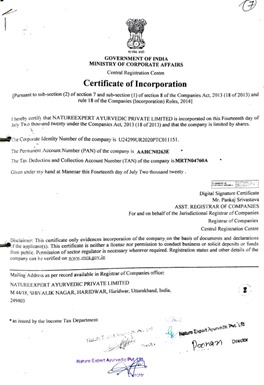 GOVERNMENT OF INDIA
MINISTRY OF CORPORATE AFFAIRS
Central Registration Centre
Certificate of Incorporation
[Pursuant to sub-section (2) of section 7 and sub-section (1) of section 8 of the Companies Act, 2013 (18 of 2013) and
rule 18 of the Companies (Incorporation) Rules, 2014]
I hereby certify that NATUREEXPERT AYURVEDIC PRIVATE LIMITED is incorporated on this Fourteenth day of
July Two thousand twenty under the Companies Act, 2013 (18 of 2013) and that the company is limited by shares.
The Corporate Identity Number of the company is U24299UR2020PTC011151.
The Permanent Account Number (PAN) of the company is AAHCN0263E *
The Tax Deduction and Collection Account Number (TAN) of the company is MRTN04760A *
Given under my hand at Manesar this Fourteenth day of July Two thousand twenty .
Digital Signature Certificate
Mr. Pankaj Srivastava
ASST. REGISTRAR OF COMPANIES
For and on behalf of the Jurisdictional Registrar of Companies
Registrar of Companies
Central Registration Centre
Disclaimer: This certificate only evidences incorporation of the company on the basis of documents and declarations
of the applicant(s). This certificate is neither a license nor permission to conduct business or solicit deposits or funds
from public. Permission of sector regulator is necessary wherever required. Registration status and other details of the
company can be verified on www.mca.gov.in
Mailing Address as per record available in Registrar of Companies office:
NATUREEXPERT AYURVEDIC PRIVATE LIMITED
M 44/18, SHIVALIK NAGAR, HARIDWAR, Haridwar, Uttarakhand, India,
249403
* as issued by the Income Tax Department
Nature Expert Ayurvedic Pvt. Ltd
Poonam Director
Nature Expert Ayurvedic Pvt. Ltd